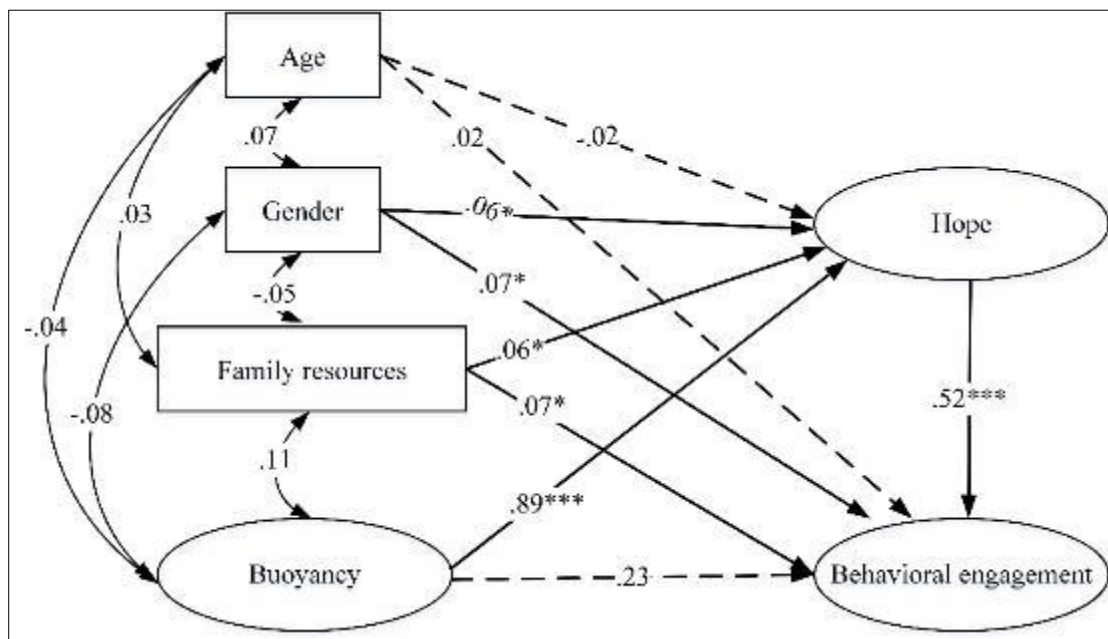 Age
.07
.02
-.02
Gender
.06*
Hope
.03
-.05
.07*
-.04
Family resources
.06*
.52***
-.08
.07*
.11
.89***
Buoyancy
.23
Behavioral engagement